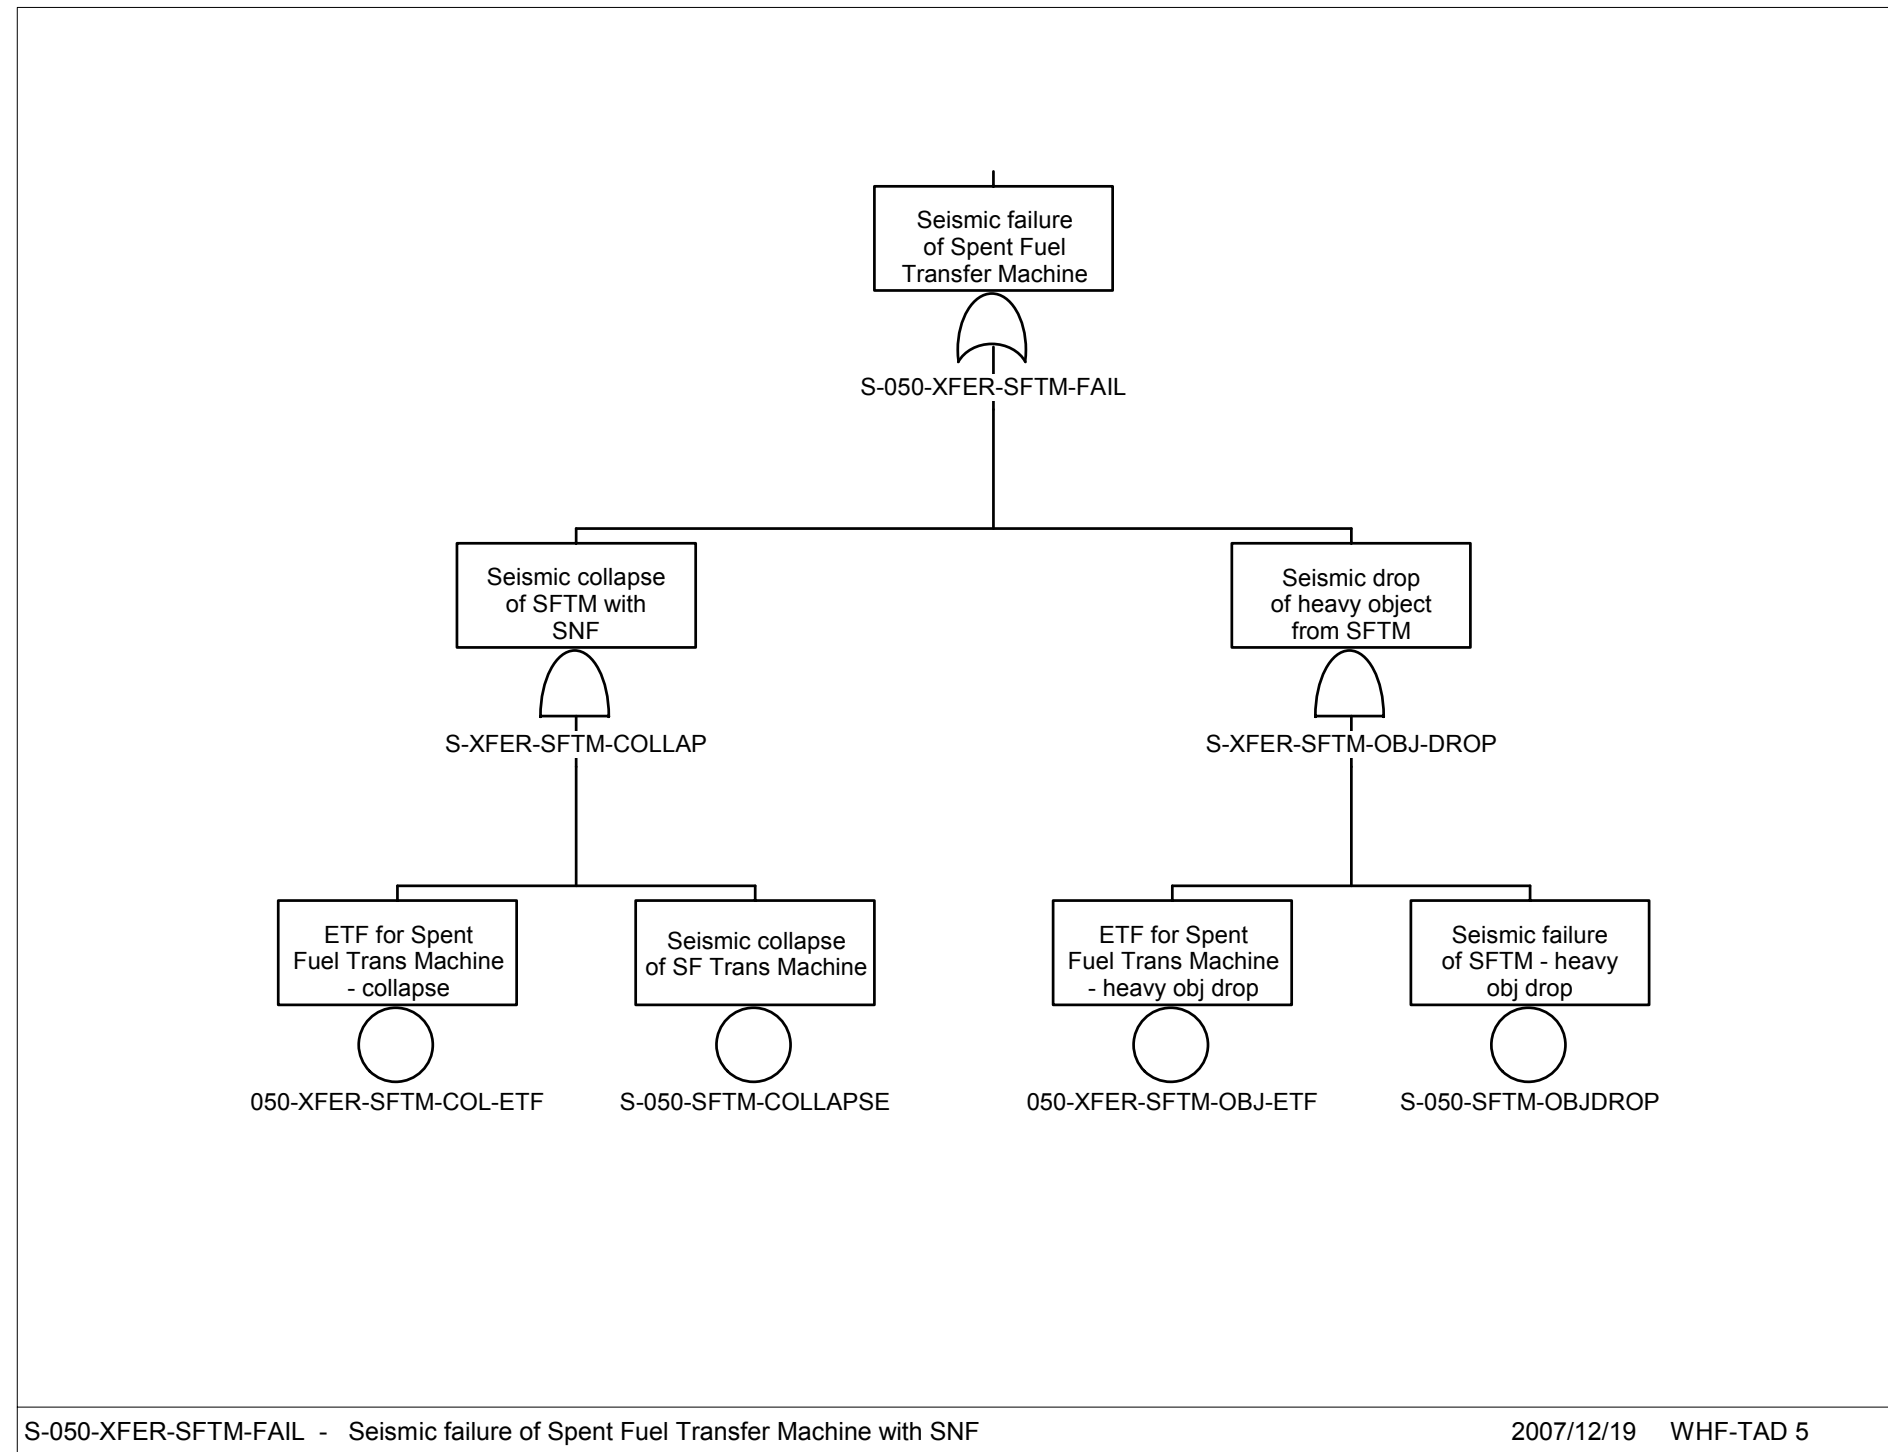 Seismic failure
of Spent Fuel
Transfer Machine
S-050-XFER-SFTM-FAIL
Seismic collapse
of SFTM with
SNF
S-XFER-SFTM-COLLAP
Seismic drop
of heavy object
from SFTM
S-XFER-SFTM-OBJ-DROP
ETF for Spent
Fuel Trans Machine
- collapse
050-XFER-SFTM-COL-ETF
Seismic collapse
of SF Trans Machine
S-050-SFTM-COLLAPSE
ETF for Spent
Fuel Trans Machine
- heavy obj drop
050-XFER-SFTM-OBJ-ETF
Seismic failure
of SFTM - heavy
obj drop
S-050-SFTM-OBJDROP
S-050-XFER-SFTM-FAIL - Seismic failure of Spent Fuel Transfer Machine with SNF 2007/12/19 WHF-TAD 5